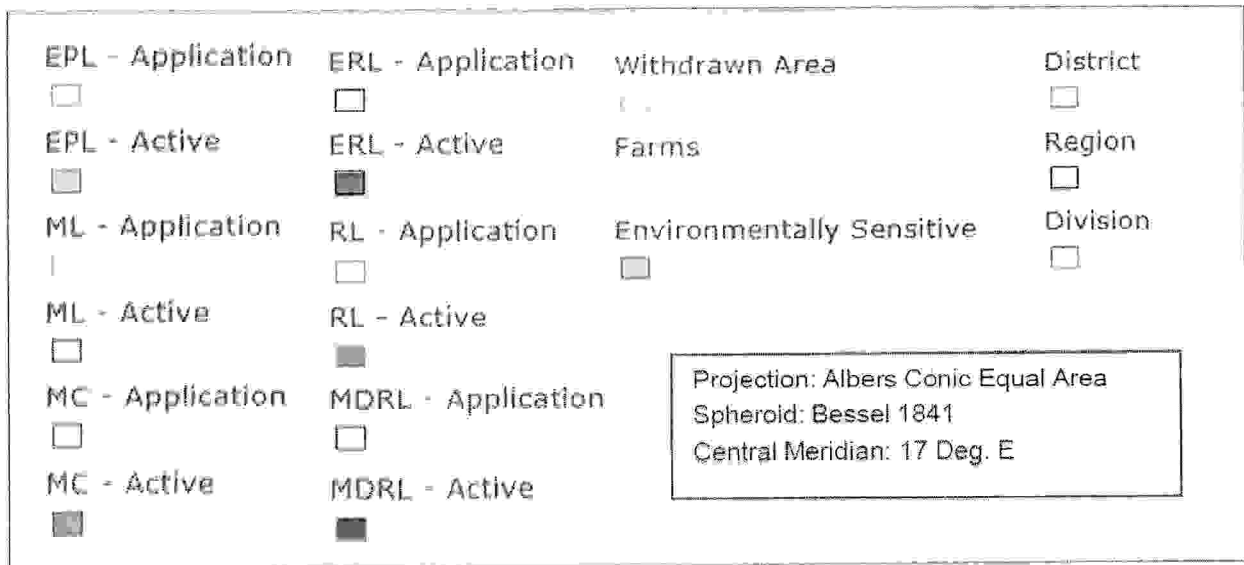 EPL - Application
EPL - Active
ML - Application
ML - Active
MC - Application
MC - Active
ERL - Application
ERL - Active
RL - Application
RL - Active
MDRL - Application
MDRL - Active
Withdrawn Area
Farms
Environmentally Sensitive
District
Region
Division
Projection: Albers Conic Equal Area
Spheroid: Bessel 1841
Central Meridian: 17 Deg. E